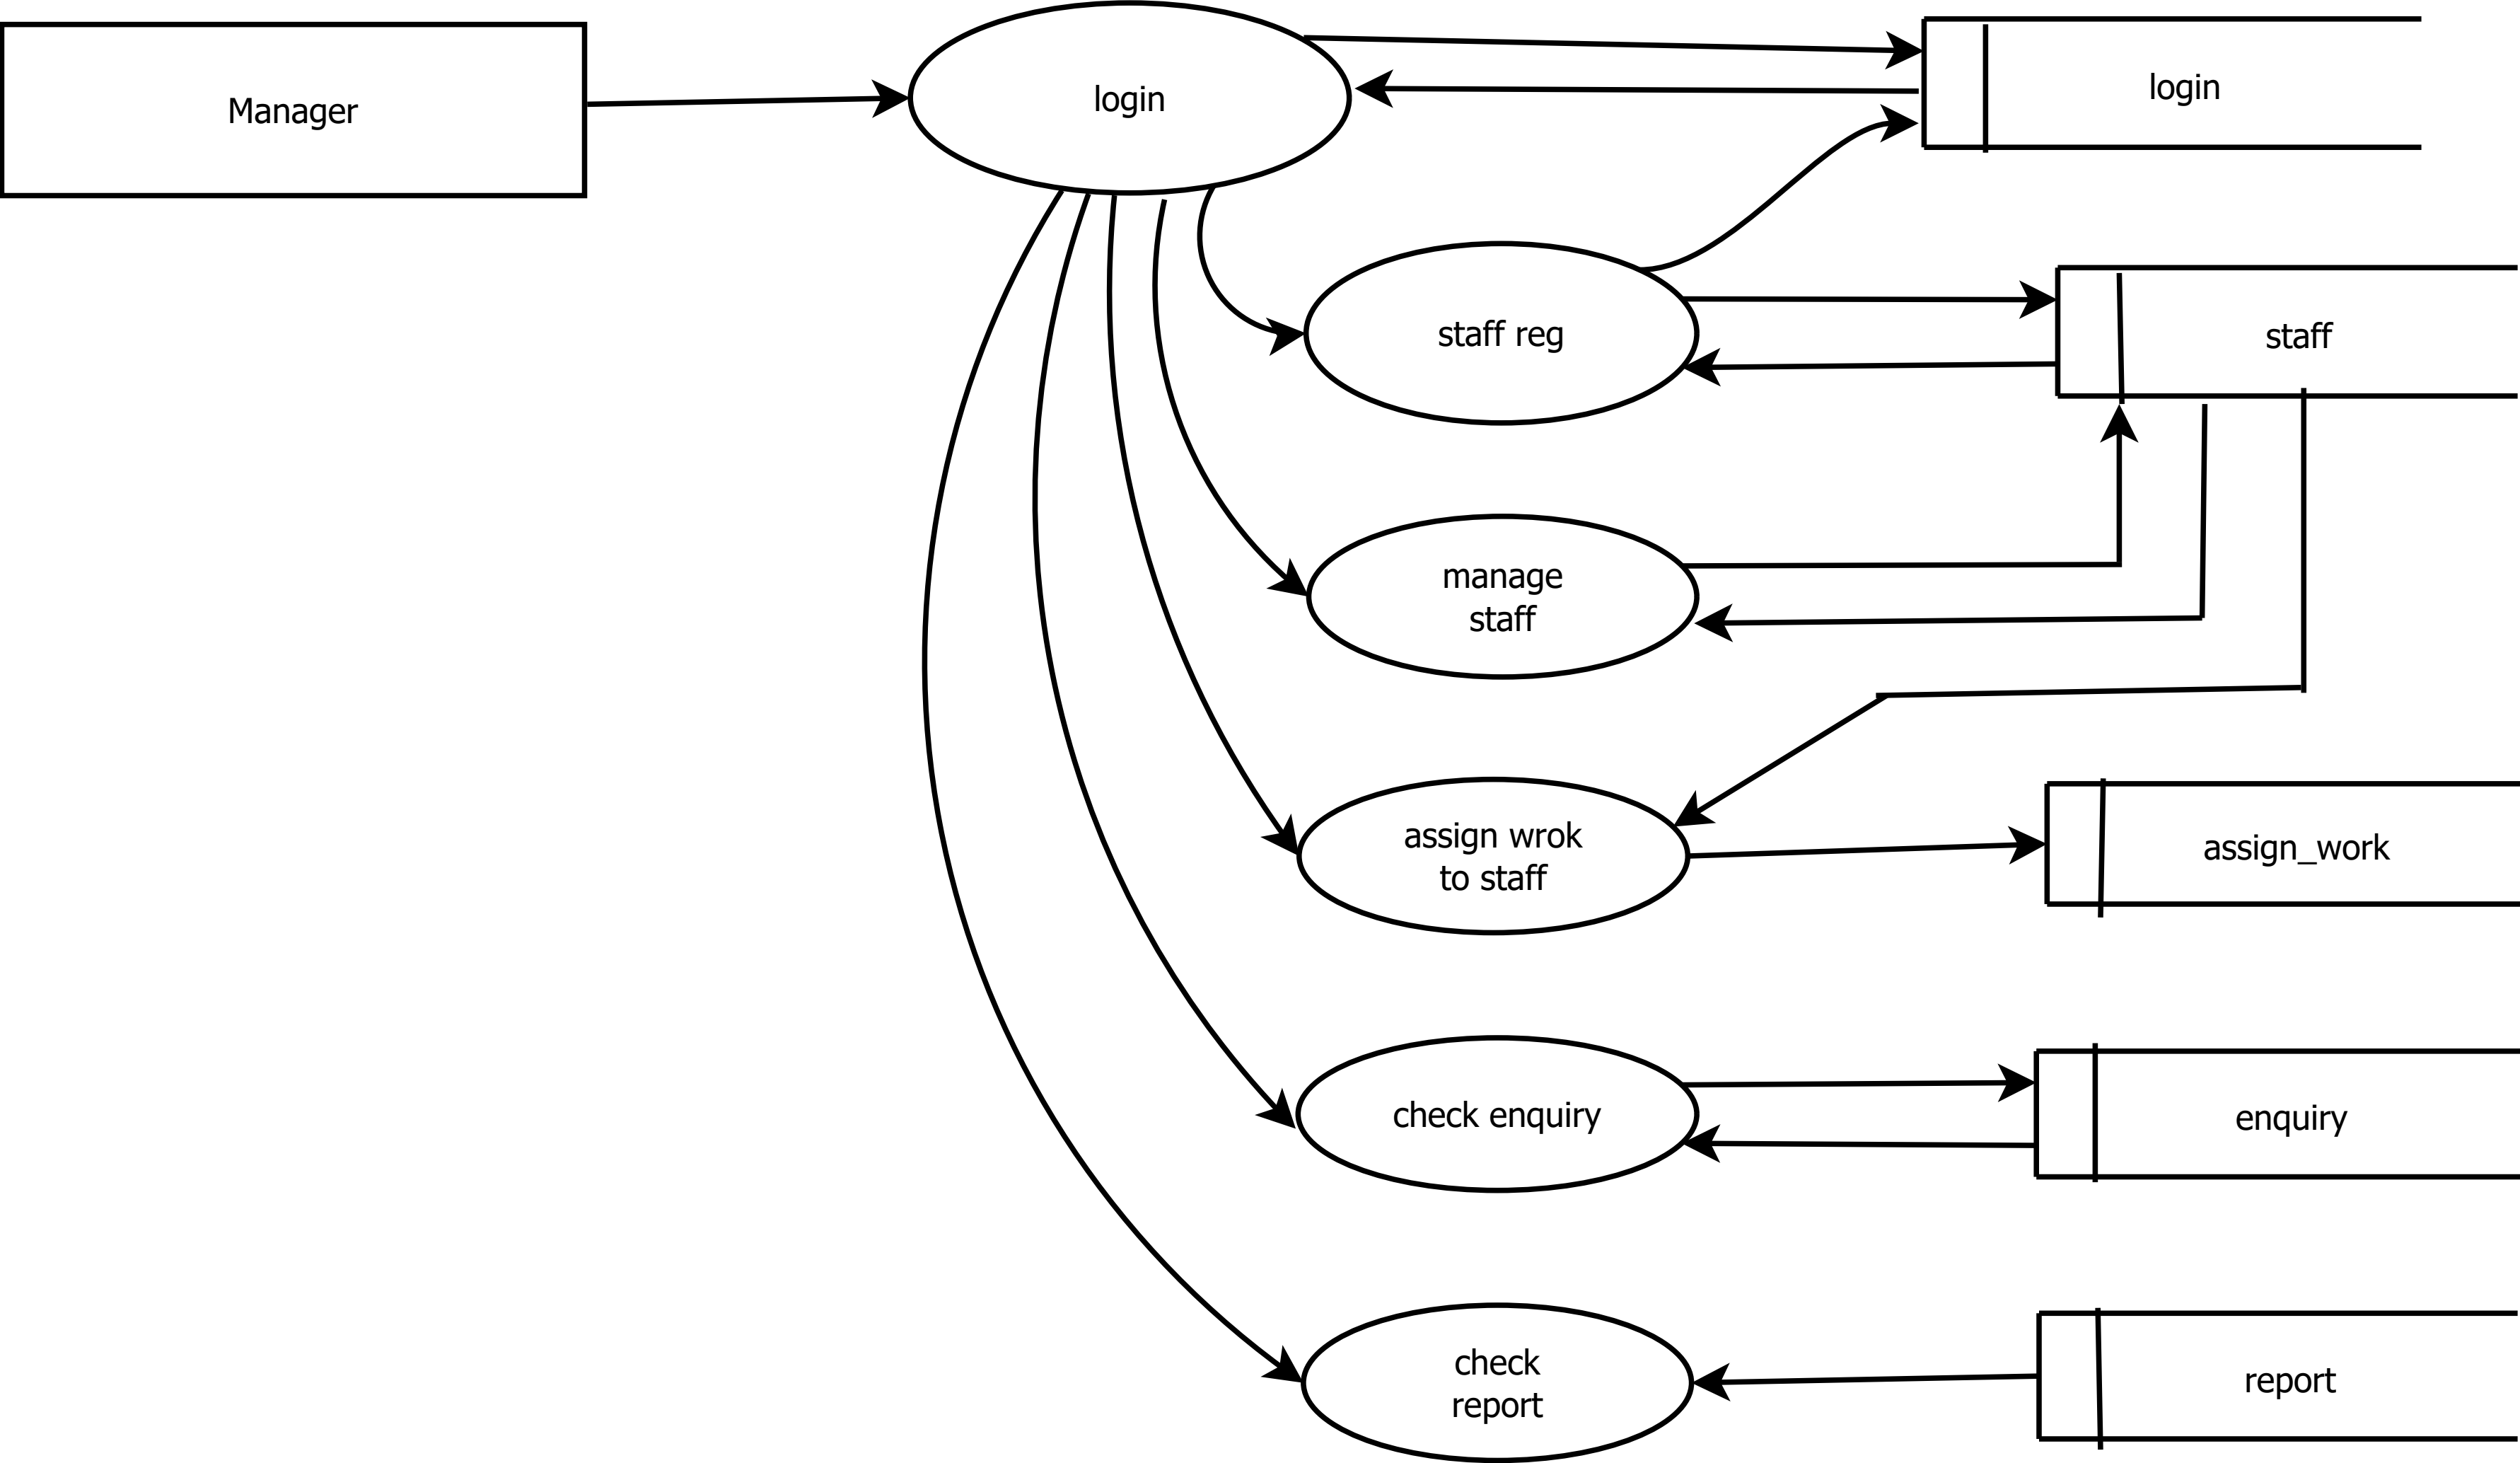 Manager
login
login
staff reg
staff
manage
staff
assign wrok
to staff
assign_work
check enquiry
enquiry
check
report
report